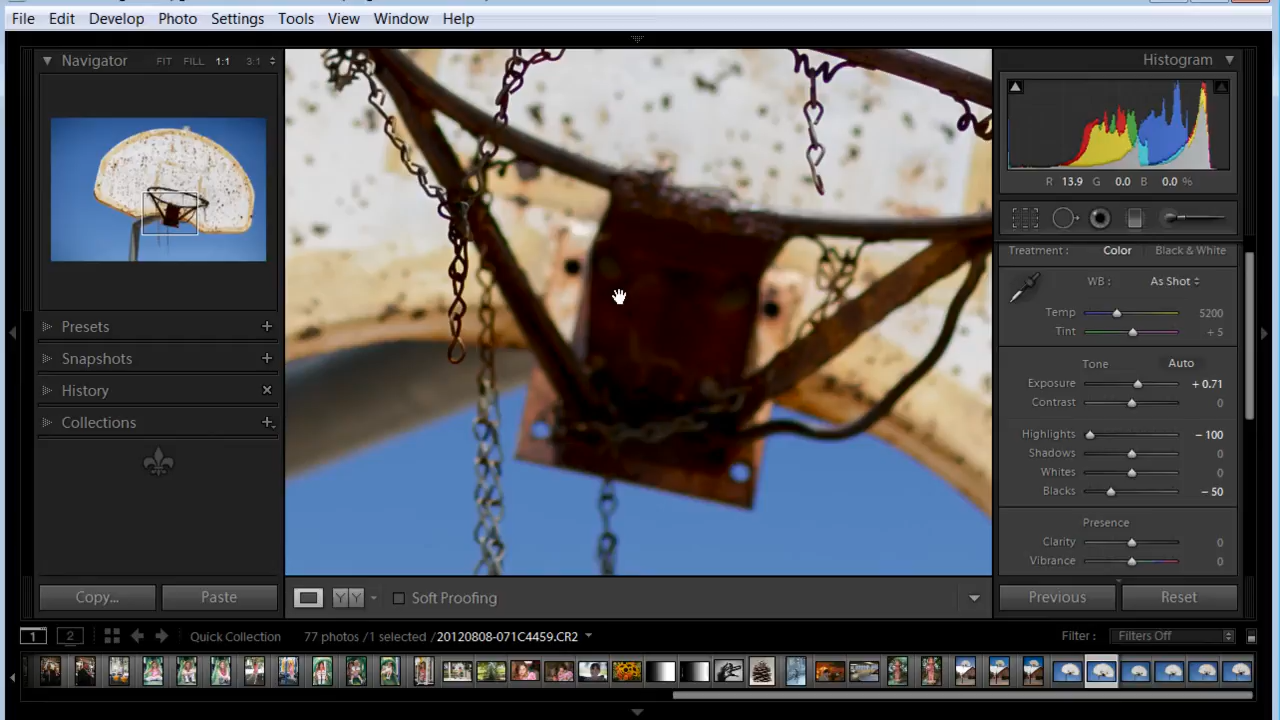 File Edit Develop Photo Settings Tools View Window Help
Navigator FIT FILL 1:1 3:1
Histogram
R 13.9 G 0.0 B 0.0 %
Treatment : Color Black & White
WB : As Shot
Temp 5200
Tint + 5
Tone Auto
Exposure + 0.71
Contrast 0
Highlights − 100
Shadows 0
Whites 0
Blacks − 50
Presence
Clarity 0
Vibrance 0
Presets
Snapshots
History
Collections
Copy... Paste
Y Y Soft Proofing
Previous Reset
1 2 Quick Collection 77 photos / 1 selected / 20120808-071C4459.CR2 Filter : Filters Off